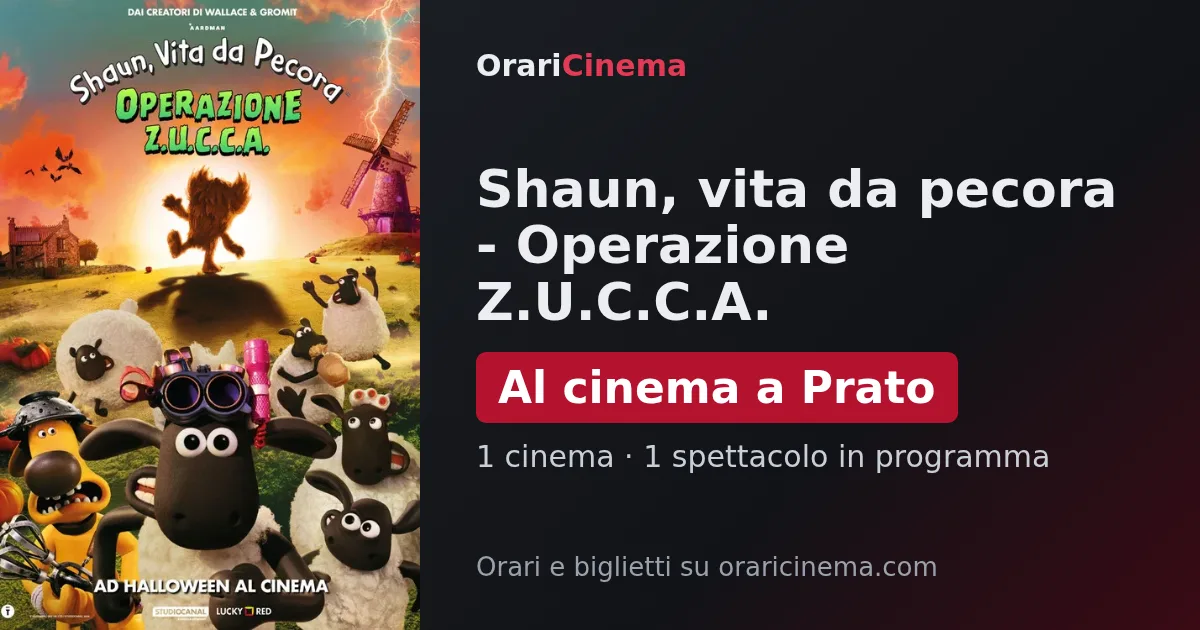 DAI CREATORI DI WALLACE & GROMIT
AARDMAN
Shaun, Vita da Pecora
OPERAZIONE
Z.U.C.C.A.
AD HALLOWEEN AL CINEMA
STUDIOCANAL LUCKY RED
OrariCinema
Shaun, vita da pecora
- Operazione
Z.U.C.C.A.
Al cinema a Prato
1 cinema · 1 spettacolo in programma
Orari e biglietti su oraricinema.com